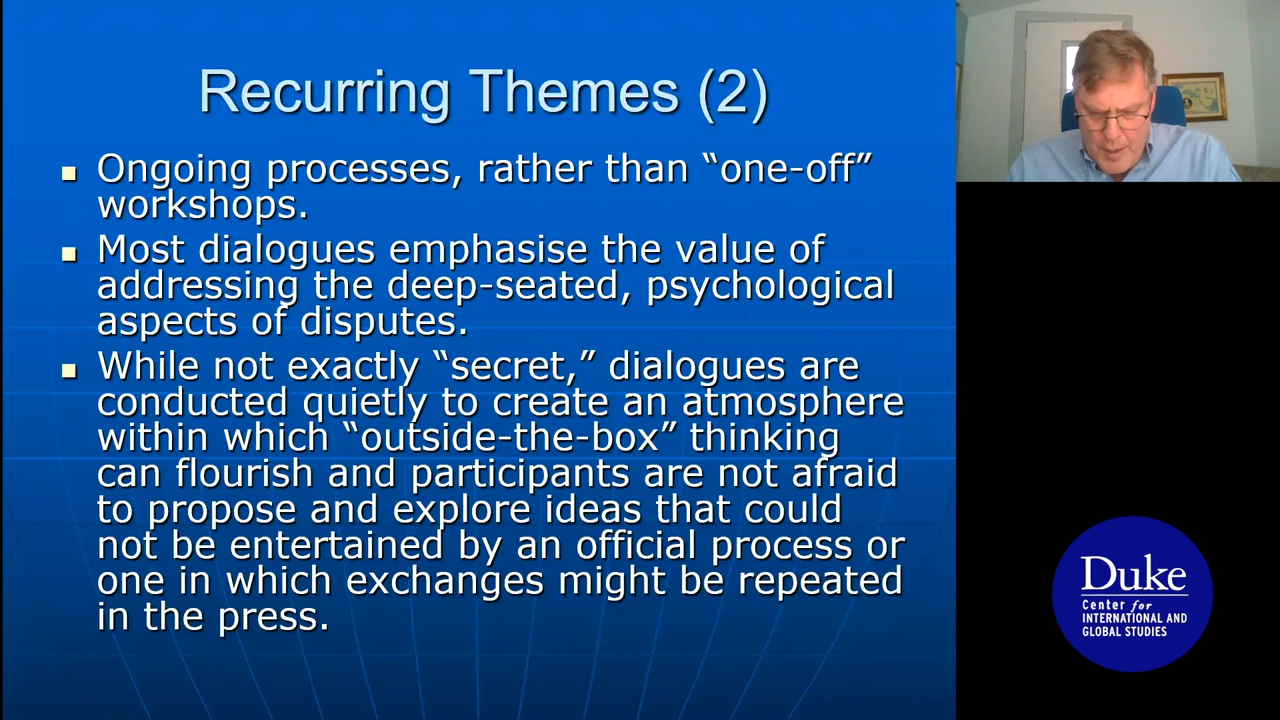 Recurring Themes (2)
Ongoing processes, rather than “one-off”
workshops.
Most dialogues emphasise the value of
addressing the deep-seated, psychological
aspects of disputes.
While not exactly “secret,” dialogues are
conducted quietly to create an atmosphere
within which “outside-the-box” thinking
can flourish and participants are not afraid
to propose and explore ideas that could
not be entertained by an official process or
one in which exchanges might be repeated
in the press.
Duke
Center for
INTERNATIONAL AND
GLOBAL STUDIES